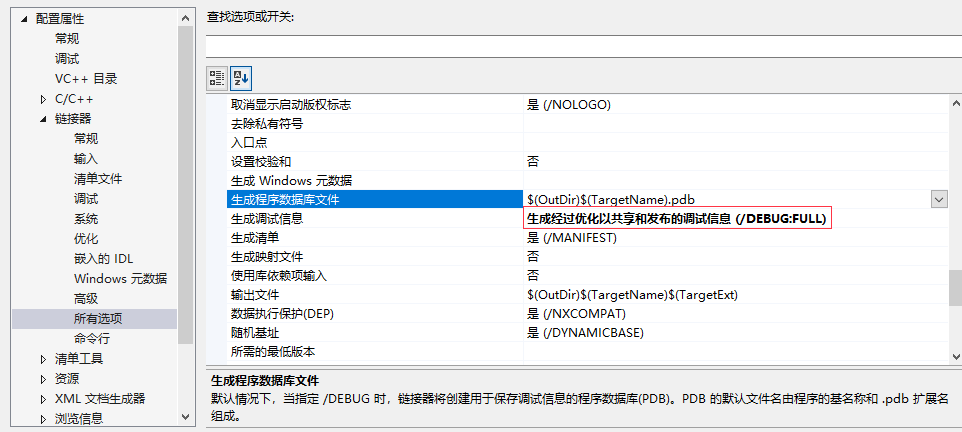 配置属性
常规
调试
VC++ 目录
C/C++
链接器
常规
输入
清单文件
调试
系统
优化
嵌入的 IDL
Windows 元数据
高级
所有选项
命令行
清单工具
资源
XML 文档生成器
浏览信息
查找选项或开关:
取消显示启动版权标志 是 (/NOLOGO)
去除私有符号
入口点
设置校验和 否
生成 Windows 元数据
生成程序数据库文件 $(OutDir)$(TargetName).pdb
生成调试信息 生成经过优化以共享和发布的调试信息 (/DEBUG:FULL)
生成清单 是 (/MANIFEST)
生成映射文件 否
使用库依赖项输入 否
输出文件 $(OutDir)$(TargetName)$(TargetExt)
数据执行保护(DEP) 是 (/NXCOMPAT)
随机基址 是 (/DYNAMICBASE)
所需的最低版本
生成程序数据库文件
默认情况下，当指定 /DEBUG 时，链接器将创建用于保存调试信息的程序数据库(PDB)。PDB 的默认文件名由程序的基名称和 .pdb 扩展名
组成。